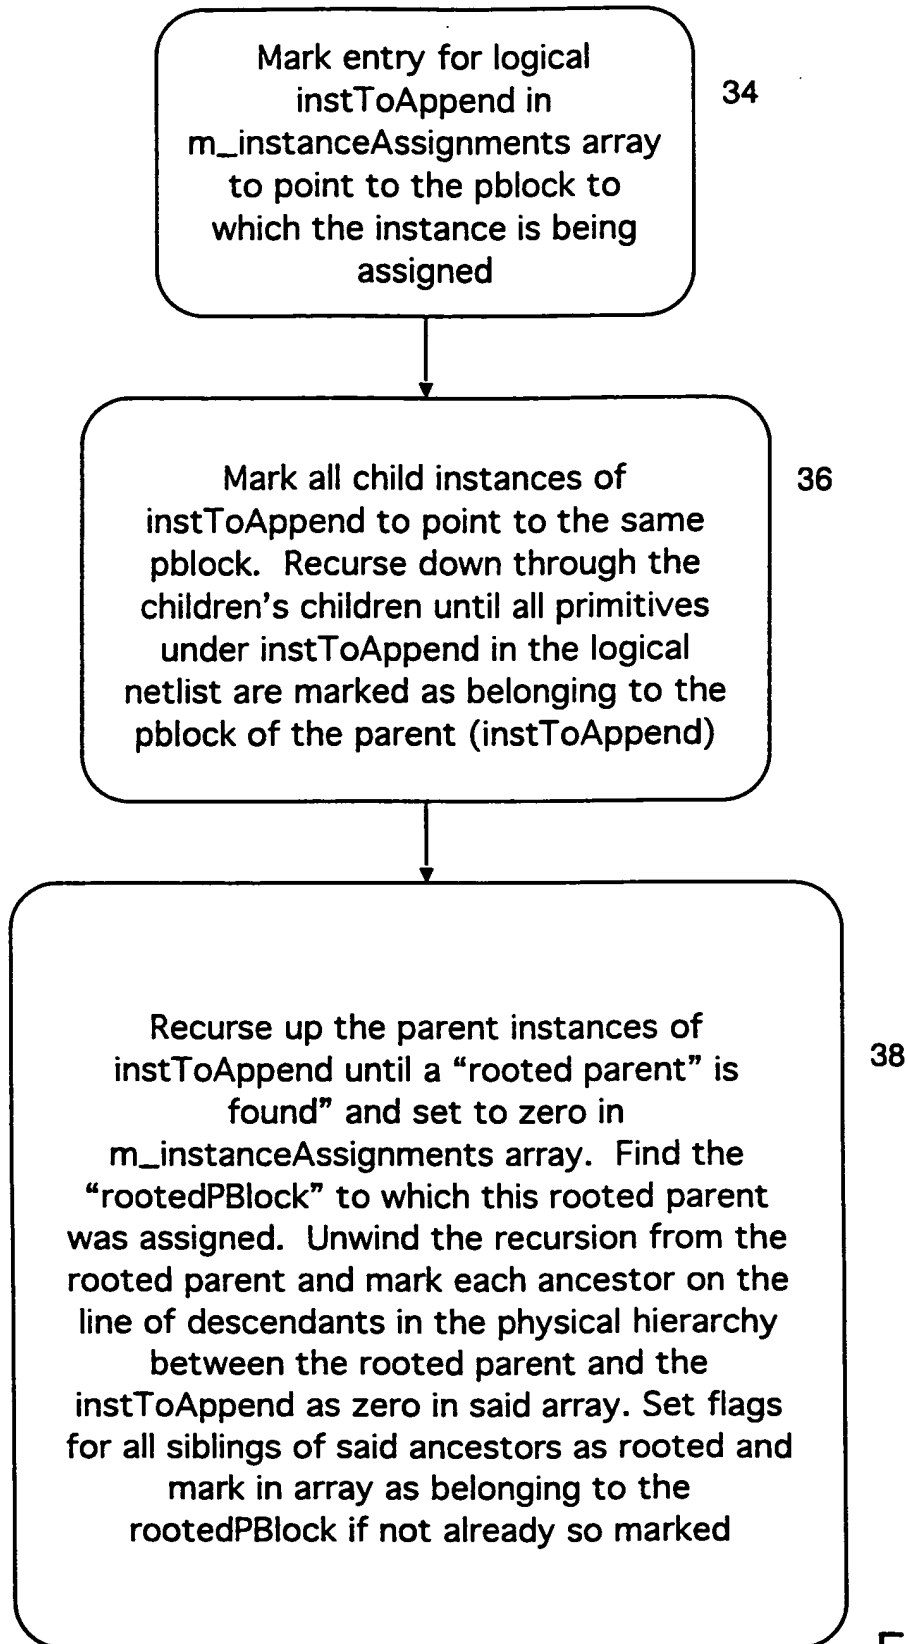 Mark entry for logical
instToAppend in
m_instanceAssignments array
to point to the pblock to
which the instance is being
assigned
34
Mark all child instances of
instToAppend to point to the same
pblock. Recurse down through the
children's children until all primitives
under instToAppend in the logical
netlist are marked as belonging to the
pblock of the parent (instToAppend)
36
Recurse up the parent instances of
instToAppend until a “rooted parent” is
found” and set to zero in
m_instanceAssignments array. Find the
“rootedPBlock” to which this rooted parent
was assigned. Unwind the recursion from the
rooted parent and mark each ancestor on the
line of descendants in the physical hierarchy
between the rooted parent and the
instToAppend as zero in said array. Set flags
for all siblings of said ancestors as rooted and
mark in array as belonging to the
rootedPBlock if not already so marked
38